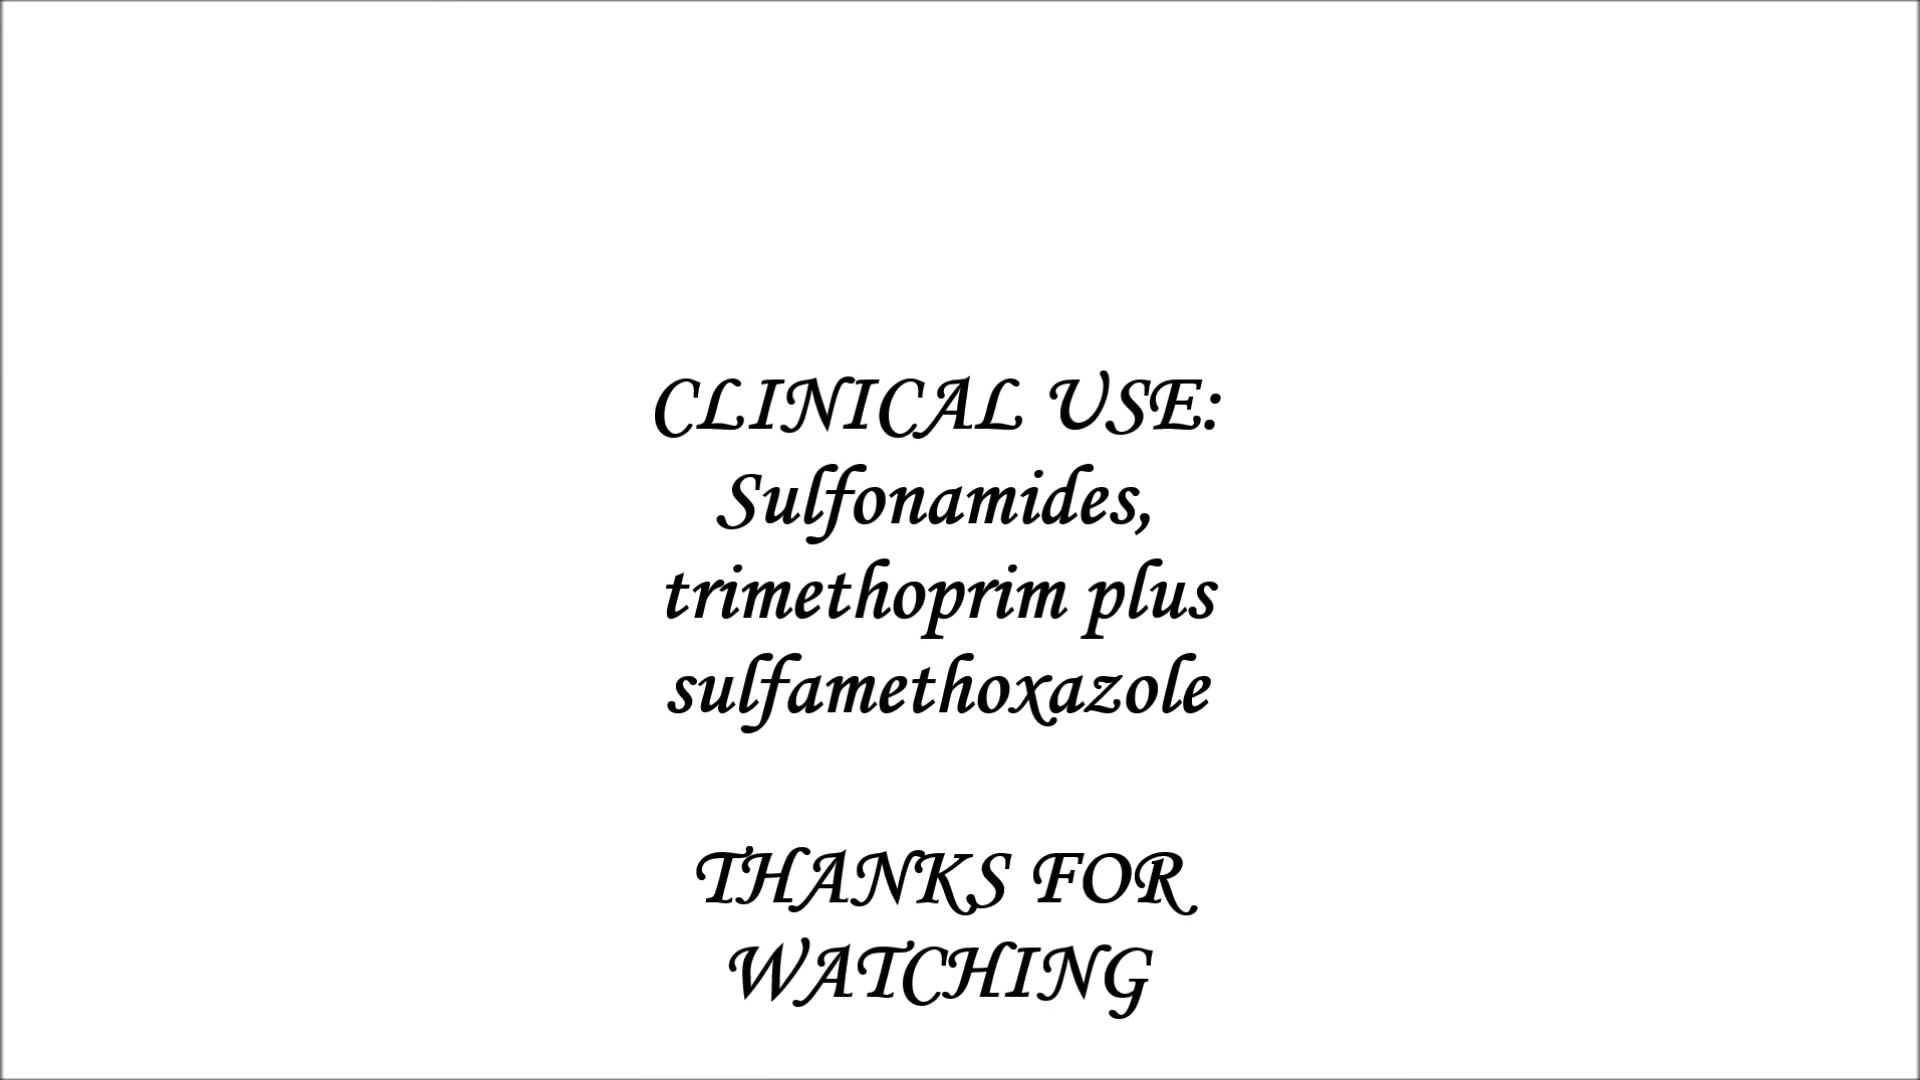 CLINICAL USE:
Sulfonamides,
trimethoprim plus
sulfamethoxazole
THANKS FOR
WATCHING